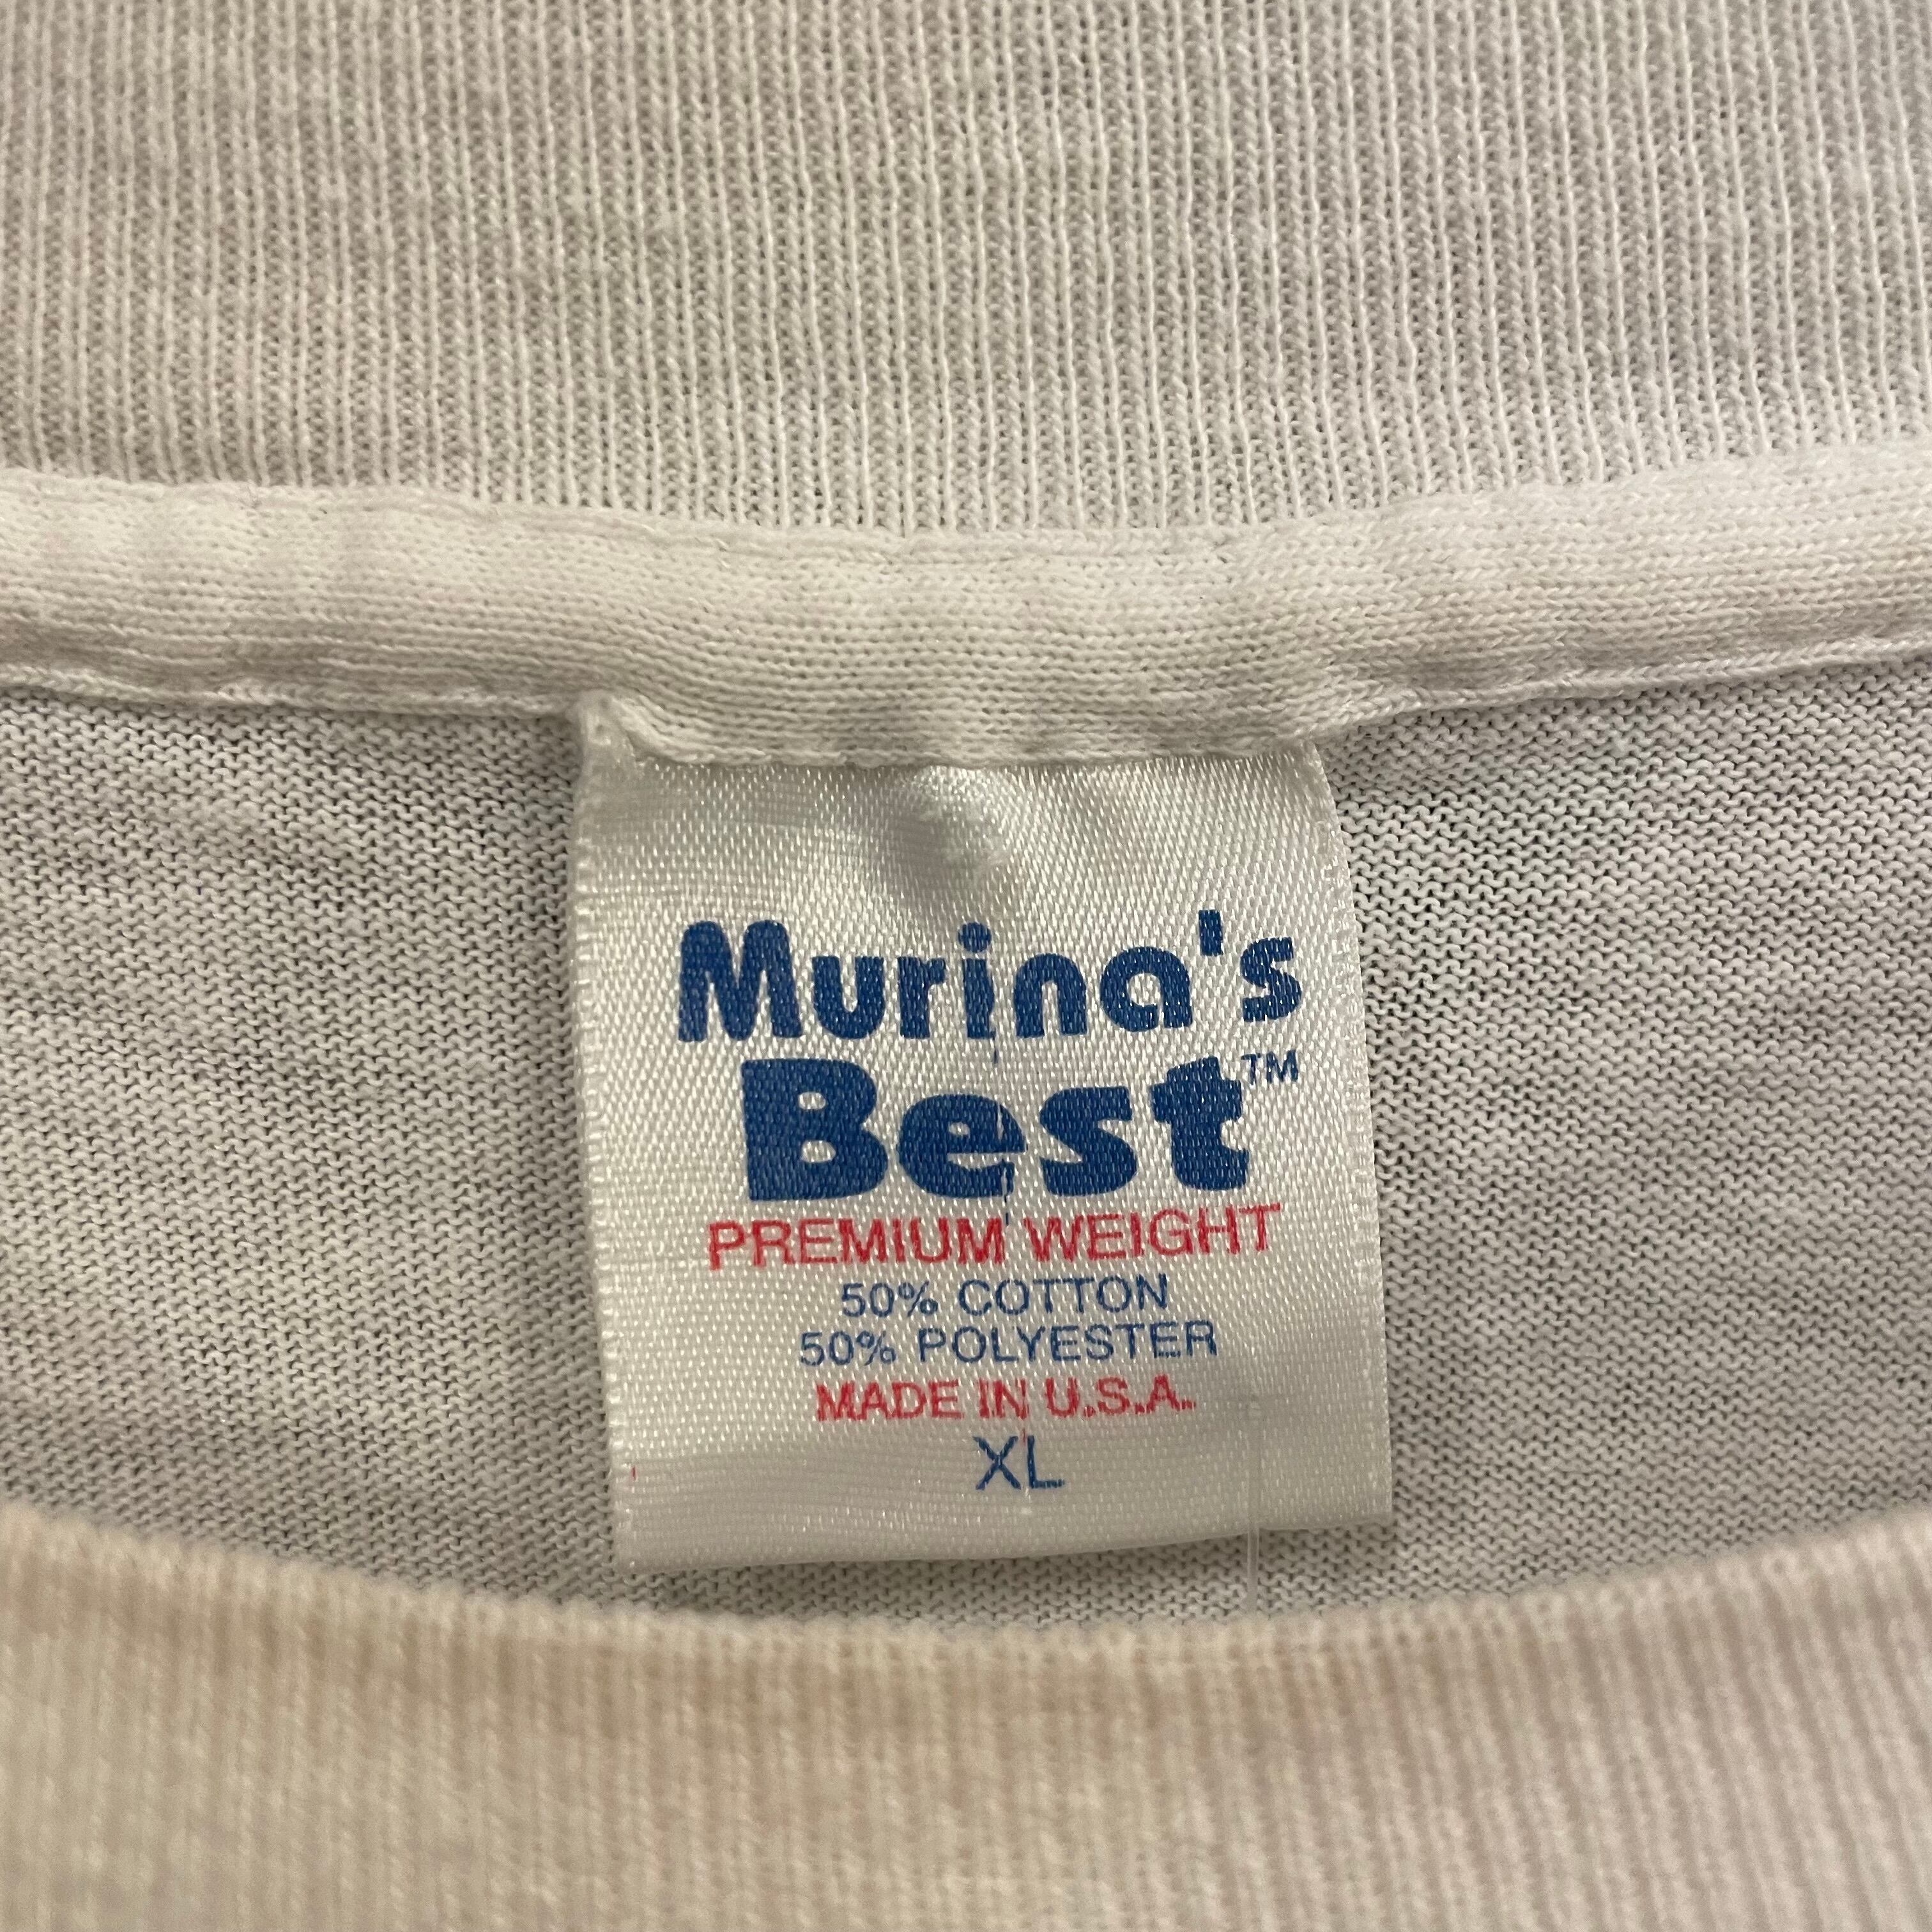 Murina's
Best™
PREMIUM WEIGHT
50% COTTON
50% POLYESTER
MADE IN U.S.A.
XL